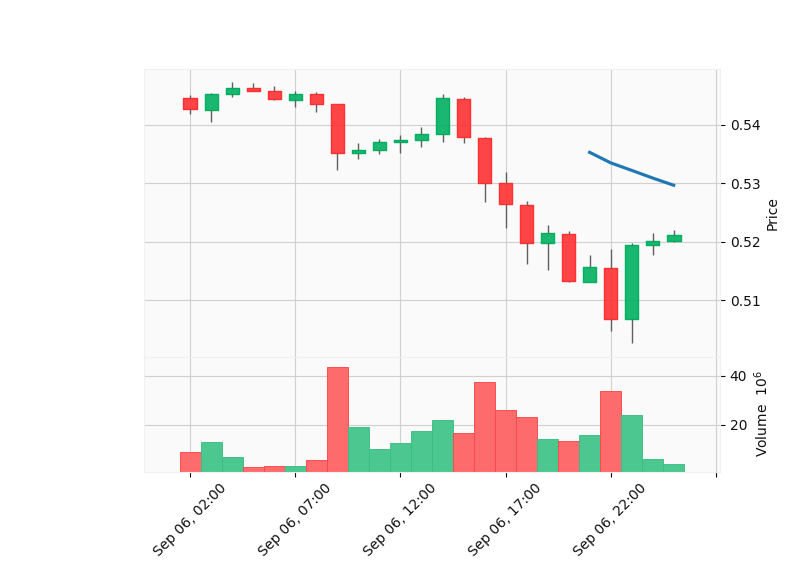 0.54
0.53
0.52
0.51
Price
40
20
Volume 10^6
Sep 06, 02:00
Sep 06, 07:00
Sep 06, 12:00
Sep 06, 17:00
Sep 06, 22:00